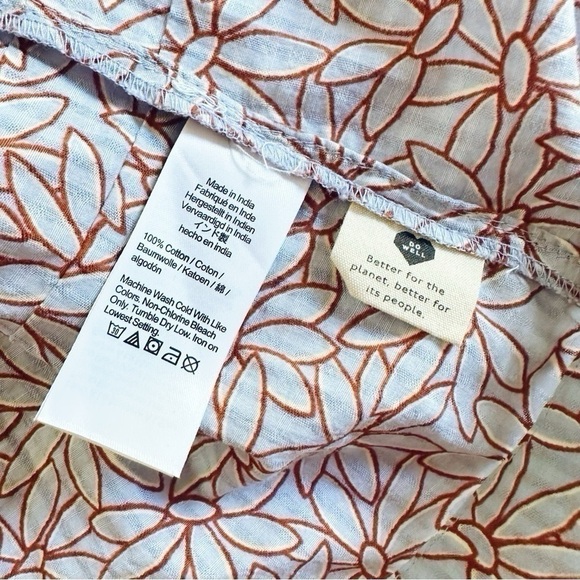 Made in India
Fabriqué en Inde
Hergestellt in Indien
Vervaardigd in India
インド製
hecho en India
100% Cotton / Coton /
Baumwolle / Katoen / 綿 /
algodón
Machine Wash Cold With Like
Colors. Non-Chlorine Bleach
Only. Tumble Dry Low. Iron on
Lowest Setting.
DO
WELL
Better for the
planet, better for
its people.